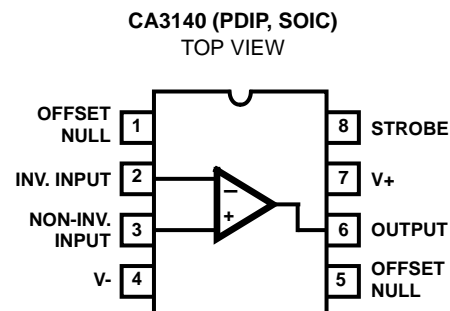 CA3140 (PDIP, SOIC)
TOP VIEW
OFFSET
NULL
1
8
STROBE
INV. INPUT
2
7
V+
NON-INV.
INPUT
3
6
OUTPUT
V-
4
5
OFFSET
NULL
−
+